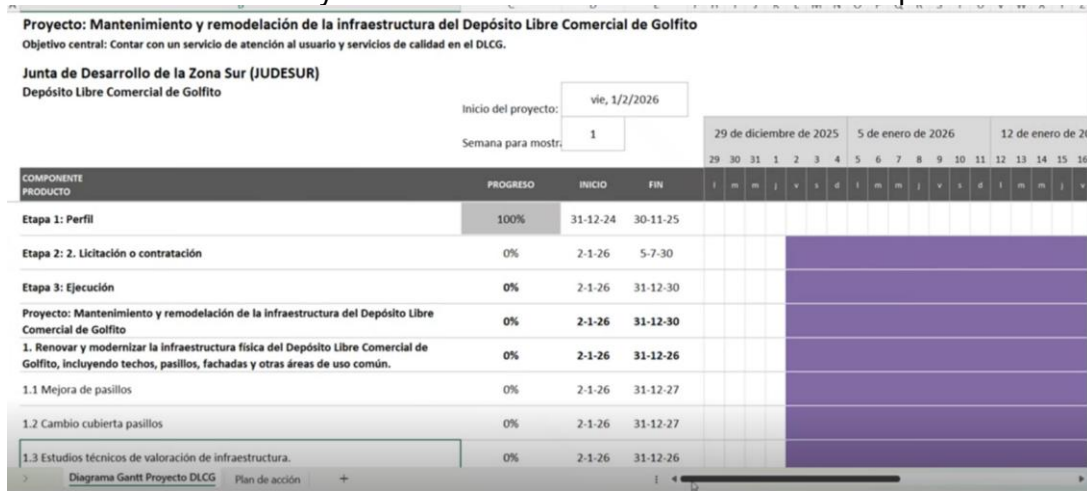 Proyecto: Mantenimiento y remodelación de la infraestructura del Depósito Libre Comercial de Golfito
Objetivo central: Contar con un servicio de atención al usuario y servicios de calidad en el DLCG.
Junta de Desarrollo de la Zona Sur (JUDESUR)
Depósito Libre Comercial de Golfito
Inicio del proyecto: vie, 1/2/2026
Semana para mostra 1
29 de diciembre de 2025 5 de enero de 2026 12 de enero de 20
29 30 31 1 2 3 4 5 6 7 8 9 10 11 12 13 14 15 16
COMPONENTE
PRODUCTO PROGRESO INICIO FIN l m m j v s d l m m j v s d l m m j v
Etapa 1: Perfil 100% 31-12-24 30-11-25
Etapa 2: 2. Licitación o contratación 0% 2-1-26 5-7-30
Etapa 3: Ejecución 0% 2-1-26 31-12-30
Proyecto: Mantenimiento y remodelación de la infraestructura del Depósito Libre
Comercial de Golfito 0% 2-1-26 31-12-30
1. Renovar y modernizar la infraestructura física del Depósito Libre Comercial de
Golfito, incluyendo techos, pasillos, fachadas y otras áreas de uso común. 0% 2-1-26 31-12-26
1.1 Mejora de pasillos 0% 2-1-26 31-12-27
1.2 Cambio cubierta pasillos 0% 2-1-26 31-12-27
1.3 Estudios técnicos de valoración de infraestructura. 0% 2-1-26 31-12-26
Diagrama Gantt Proyecto DLCG Plan de acción +